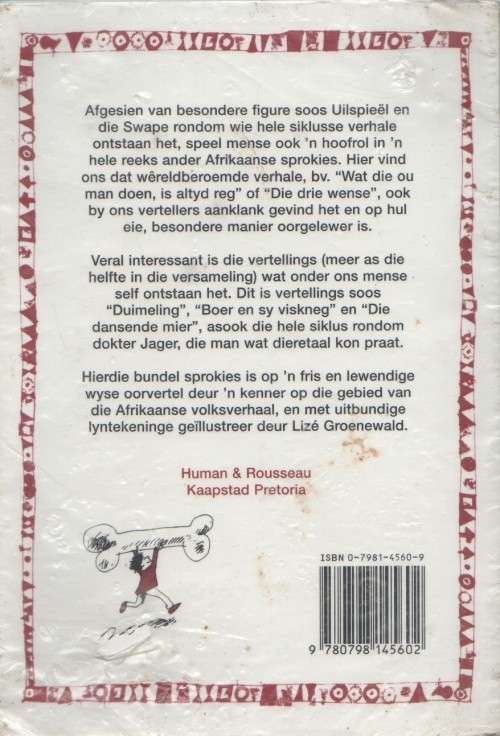 Afgesien van besondere figure soos Uilspieël en
die Swape rondom wie hele siklusse verhale
ontstaan het, speel mense ook 'n hoofrol in 'n
hele reeks ander Afrikaanse sprokies. Hier vind
ons dat wêreldberoemde verhale, bv. “Wat die ou
man doen, is altyd reg” of “Die drie wense”, ook
by ons vertellers aanklank gevind het en op hul
eie, besondere manier oorgelewer is.
Veral interessant is die vertellings (meer as die
helfte in die versameling) wat onder ons mense
self ontstaan het. Dit is vertellings soos
“Duimeling”, “Boer en sy viskneg” en “Die
dansende mier”, asook die hele siklus rondom
dokter Jager, die man wat dieretaal kon praat.
Hierdie bundel sprokies is op 'n fris en lewendige
wyse oorvertel deur 'n kenner op die gebied van
die Afrikaanse volksverhaal, en met uitbundige
lyntekeninge geïllustreer deur Lizé Groenewald.
Human & Rousseau
Kaapstad Pretoria
ISBN 0-7981-4560-9
9 780798 145602